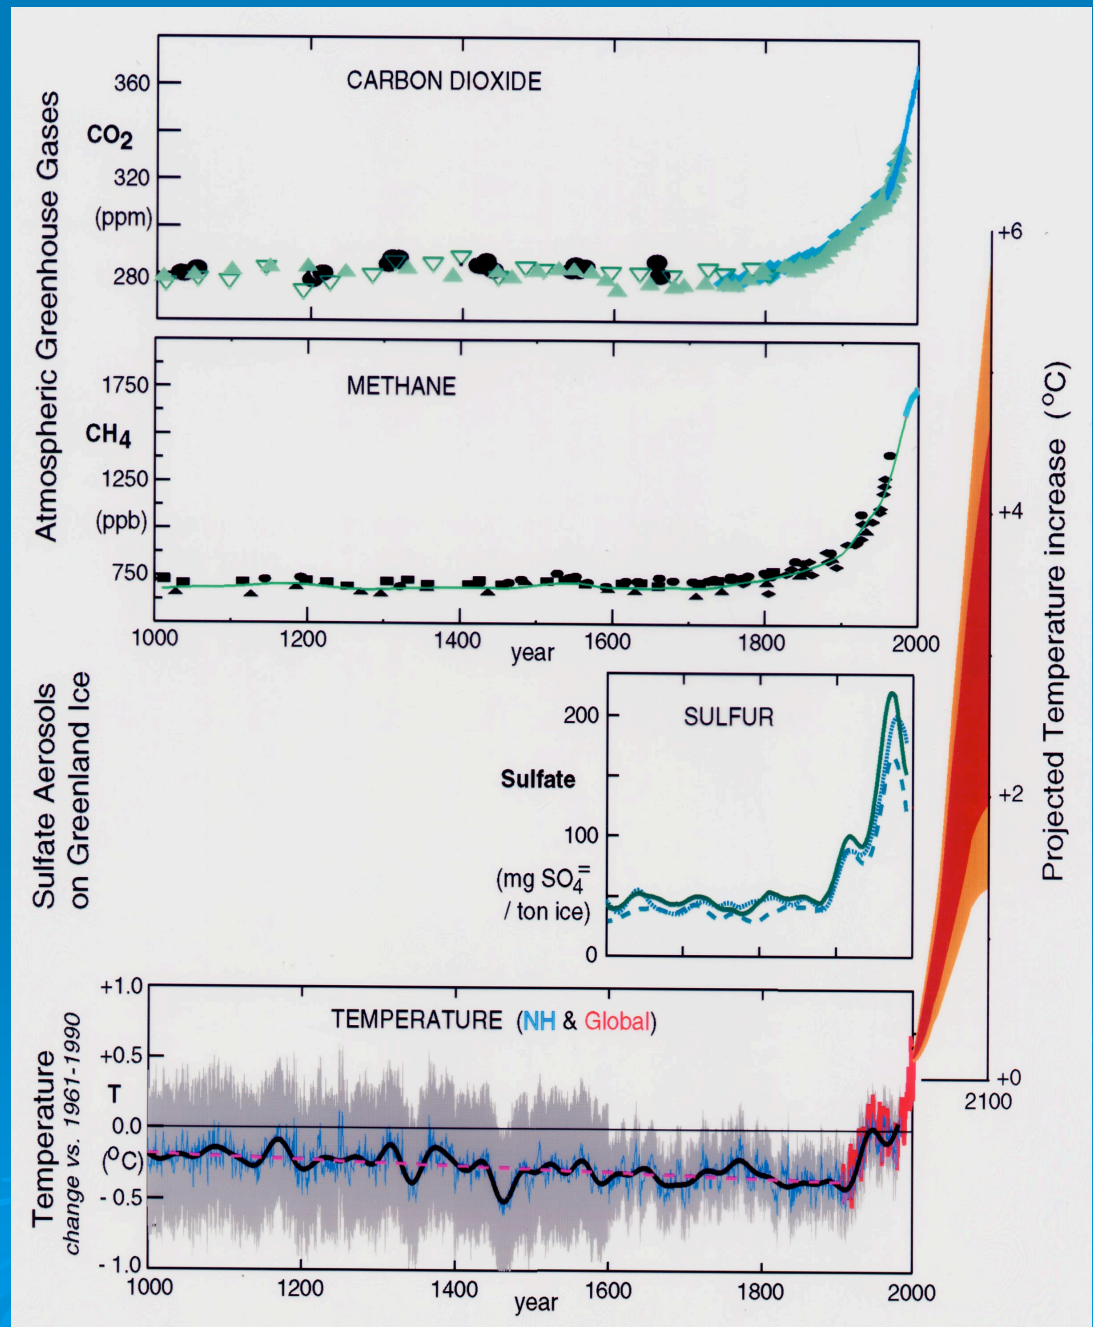 Atmospheric Greenhouse Gases
CARBON DIOXIDE
360
CO2
320
(ppm)
280
METHANE
1750
CH4
1250
(ppb)
750
1000 1200 1400 1600 1800 2000
year
Sulfate Aerosols
on Greenland Ice
SULFUR
200
Sulfate
100
(mg SO4=
/ ton ice)
0
Temperature
change vs. 1961-1990
TEMPERATURE (NH & Global)
+1.0
+0.5
T
0.0
(°C)
- 0.5
- 1.0
1000 1200 1400 1600 1800 2000
year
Projected Temperature increase (°C)
+6
+4
+2
+0
2100